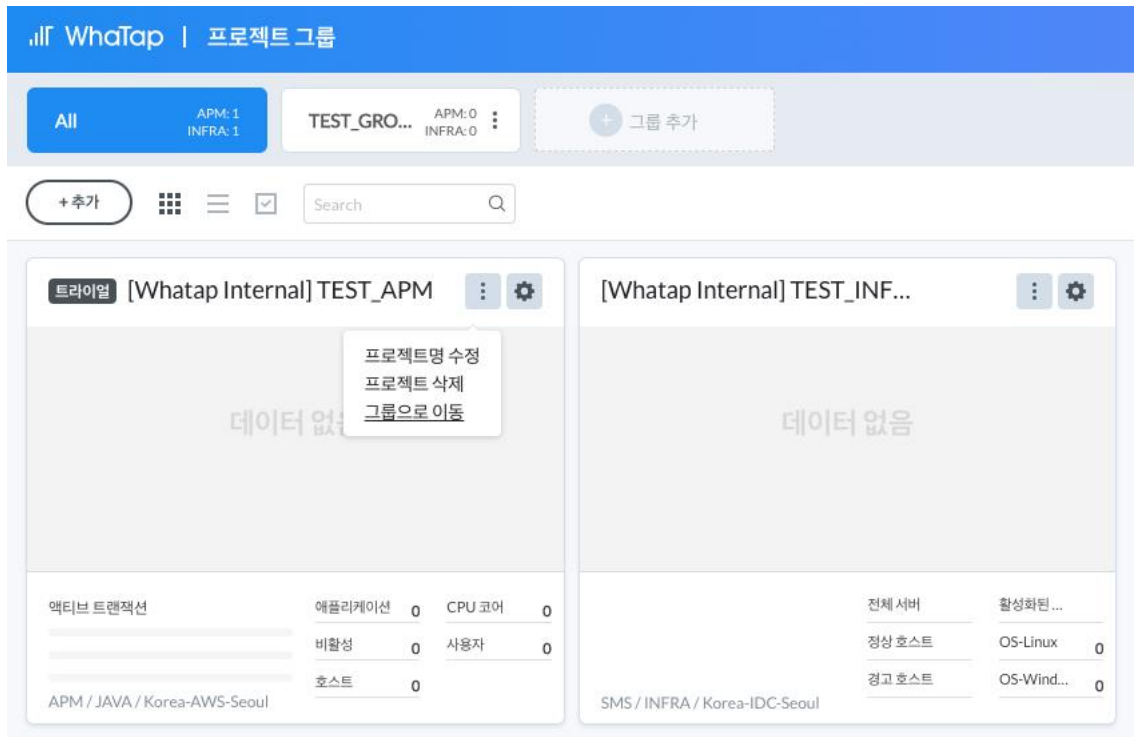 WhaTap | 프로젝트 그룹
All APM: 1 INFRA: 1
TEST_GRO... APM: 0 INFRA: 0
+ 그룹 추가
+ 추가
Search
트라이얼 [Whatap Internal] TEST_APM
프로젝트명 수정
프로젝트 삭제
그룹으로 이동
데이터 없
액티브 트랜잭션
애플리케이션 0 CPU 코어 0
비활성 0 사용자 0
호스트 0
APM / JAVA / Korea-AWS-Seoul
[Whatap Internal] TEST_INF...
데이터 없음
전체 서버 활성화된 ...
정상 호스트 OS-Linux 0
경고 호스트 OS-Wind... 0
SMS / INFRA / Korea-IDC-Seoul